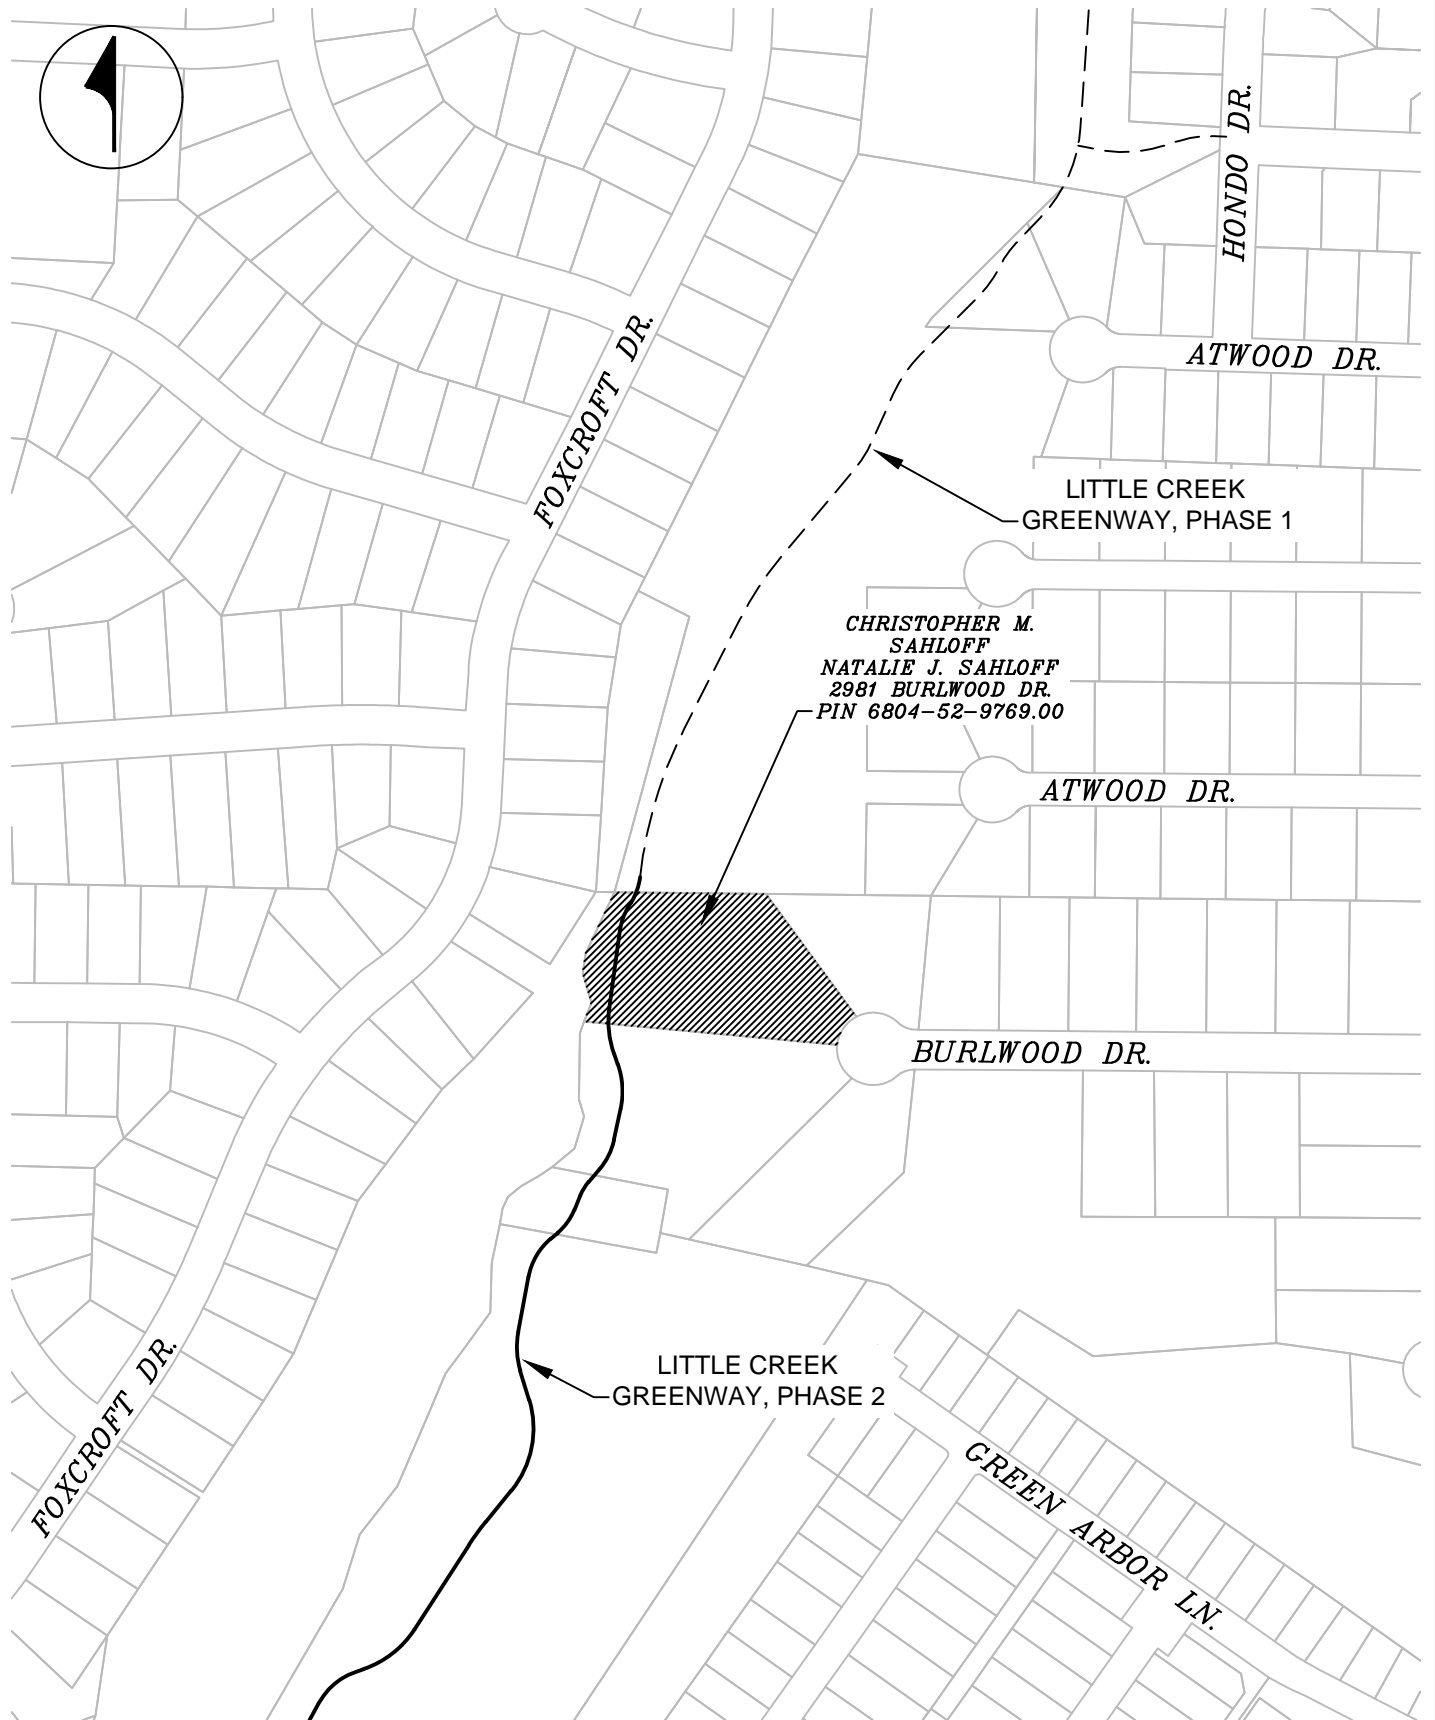 HONDO DR.
ATWOOD DR.
FOXCROFT DR.
LITTLE CREEK
GREENWAY, PHASE 1
CHRISTOPHER M.
SAHLOFF
NATALIE J. SAHLOFF
2981 BURLWOOD DR.
PIN 6804-52-9769.00
ATWOOD DR.
BURLWOOD DR.
LITTLE CREEK
GREENWAY, PHASE 2
FOXCROFT DR.
GREEN ARBOR LN.